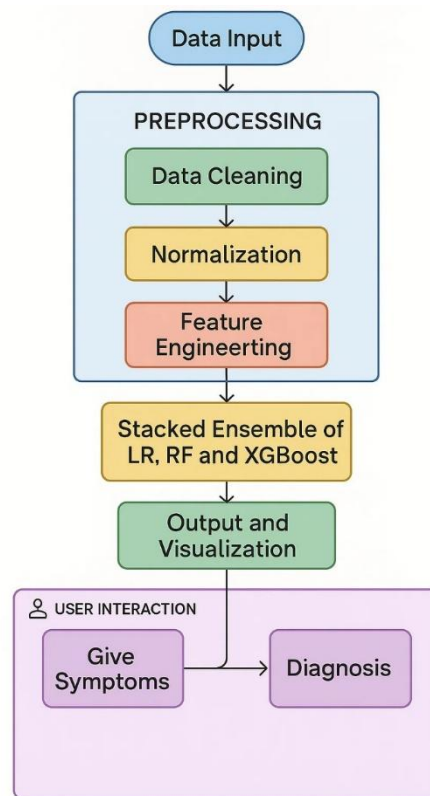 Data Input
PREPROCESSING
Data Cleaning
Normalization
Feature
Engineerting
Stacked Ensemble of
LR, RF and XGBoost
Output and
Visualization
USER INTERACTION
Give
Symptoms
Diagnosis